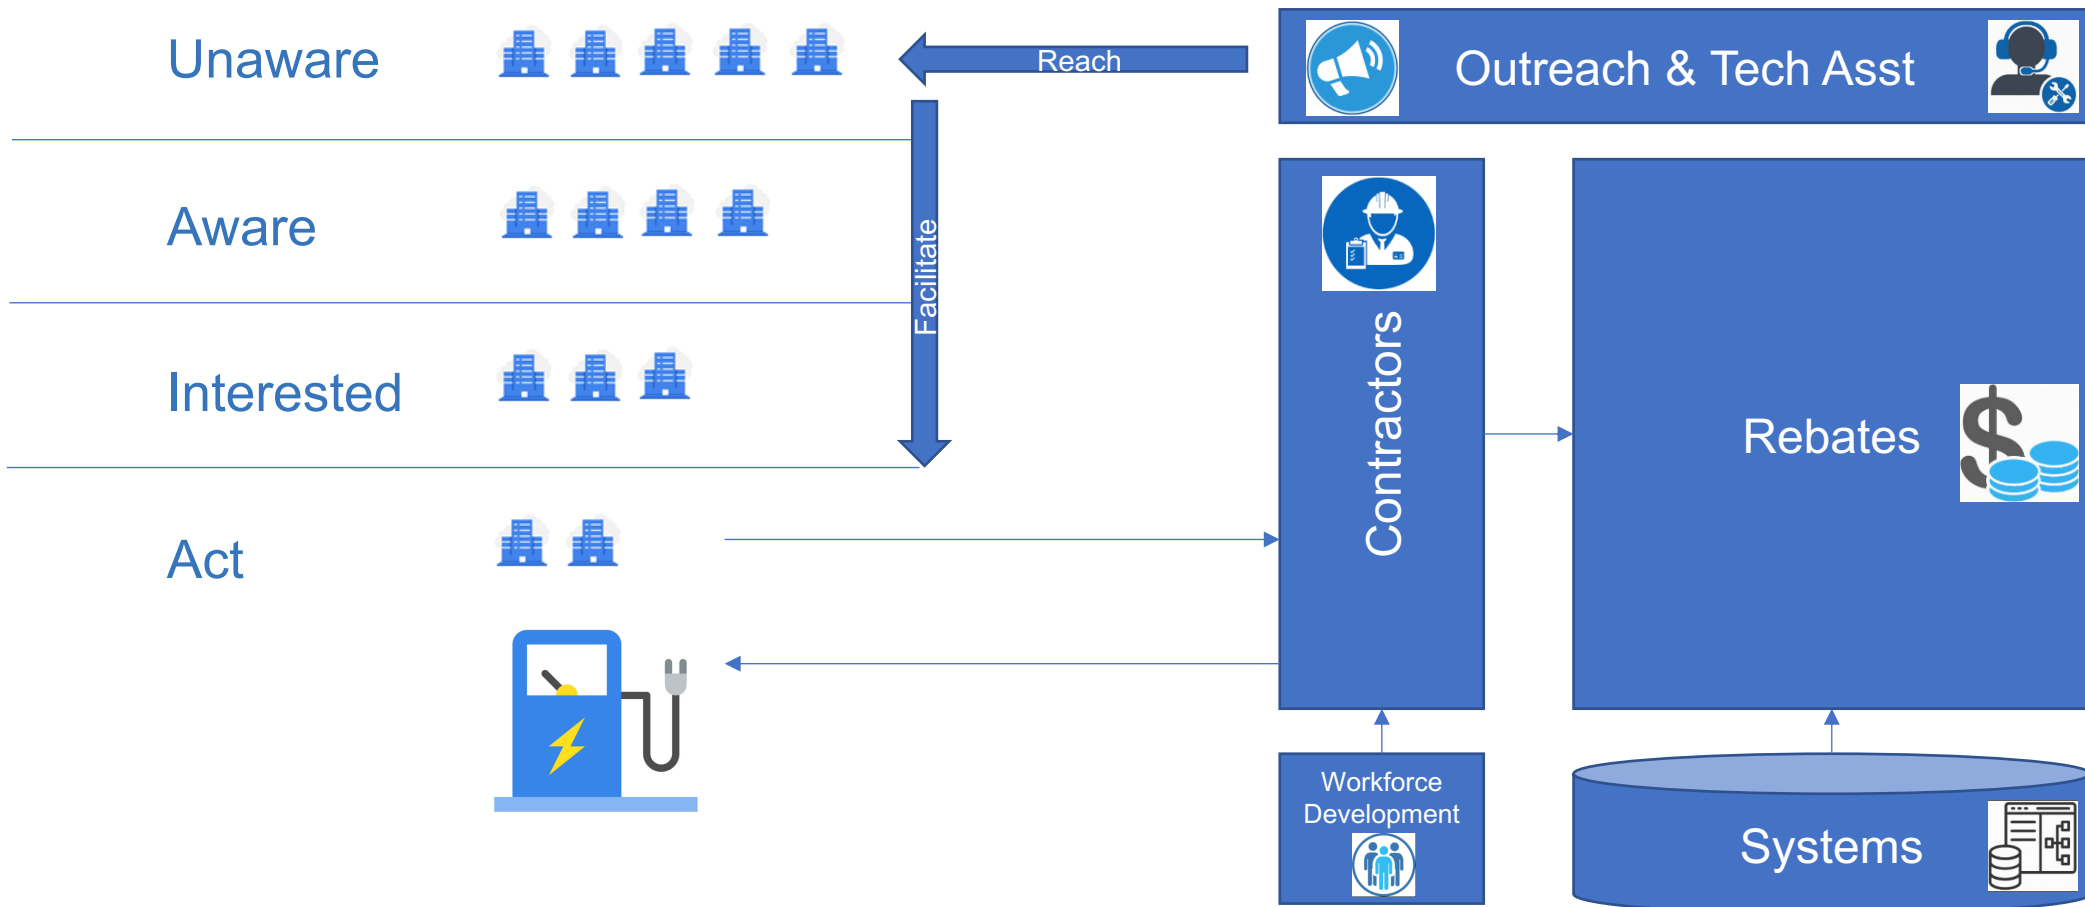 Unaware
Reach
Outreach & Tech Asst
Aware
Facilitate
Interested
Contractors
Rebates
Act
Workforce
Development
Systems